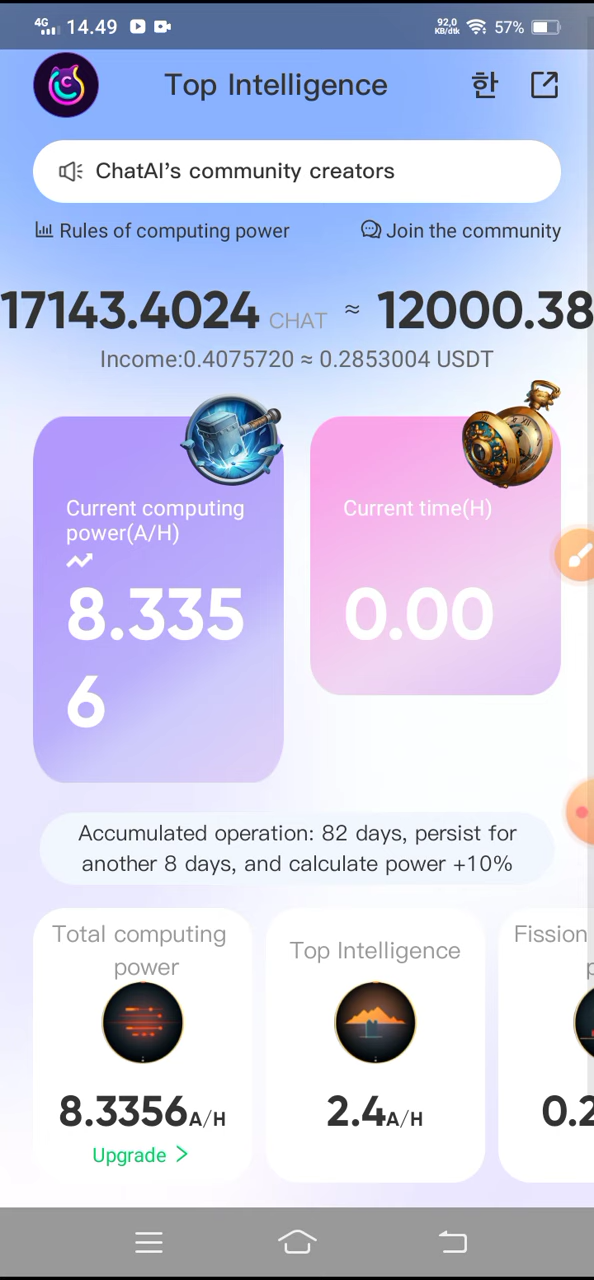 4G 14.49 92,0 KB/dtk 57%
Top Intelligence 한
ChatAI's community creators
Rules of computing power Join the community
17143.4024 CHAT ≈ 12000.38
Income:0.4075720 ≈ 0.2853004 USDT
Current computing
power(A/H)
8.335
6
Current time(H)
0.00
Accumulated operation: 82 days, persist for
another 8 days, and calculate power +10%
Total computing
power
8.3356A/H
Upgrade >
Top Intelligence
2.4A/H
Fission
p
0.2